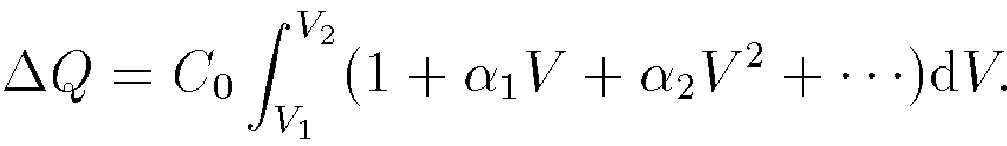 ΔQ = C₀ ∫_{V₁}^{V₂} (1 + α₁V + α₂V² + ⋯)dV.